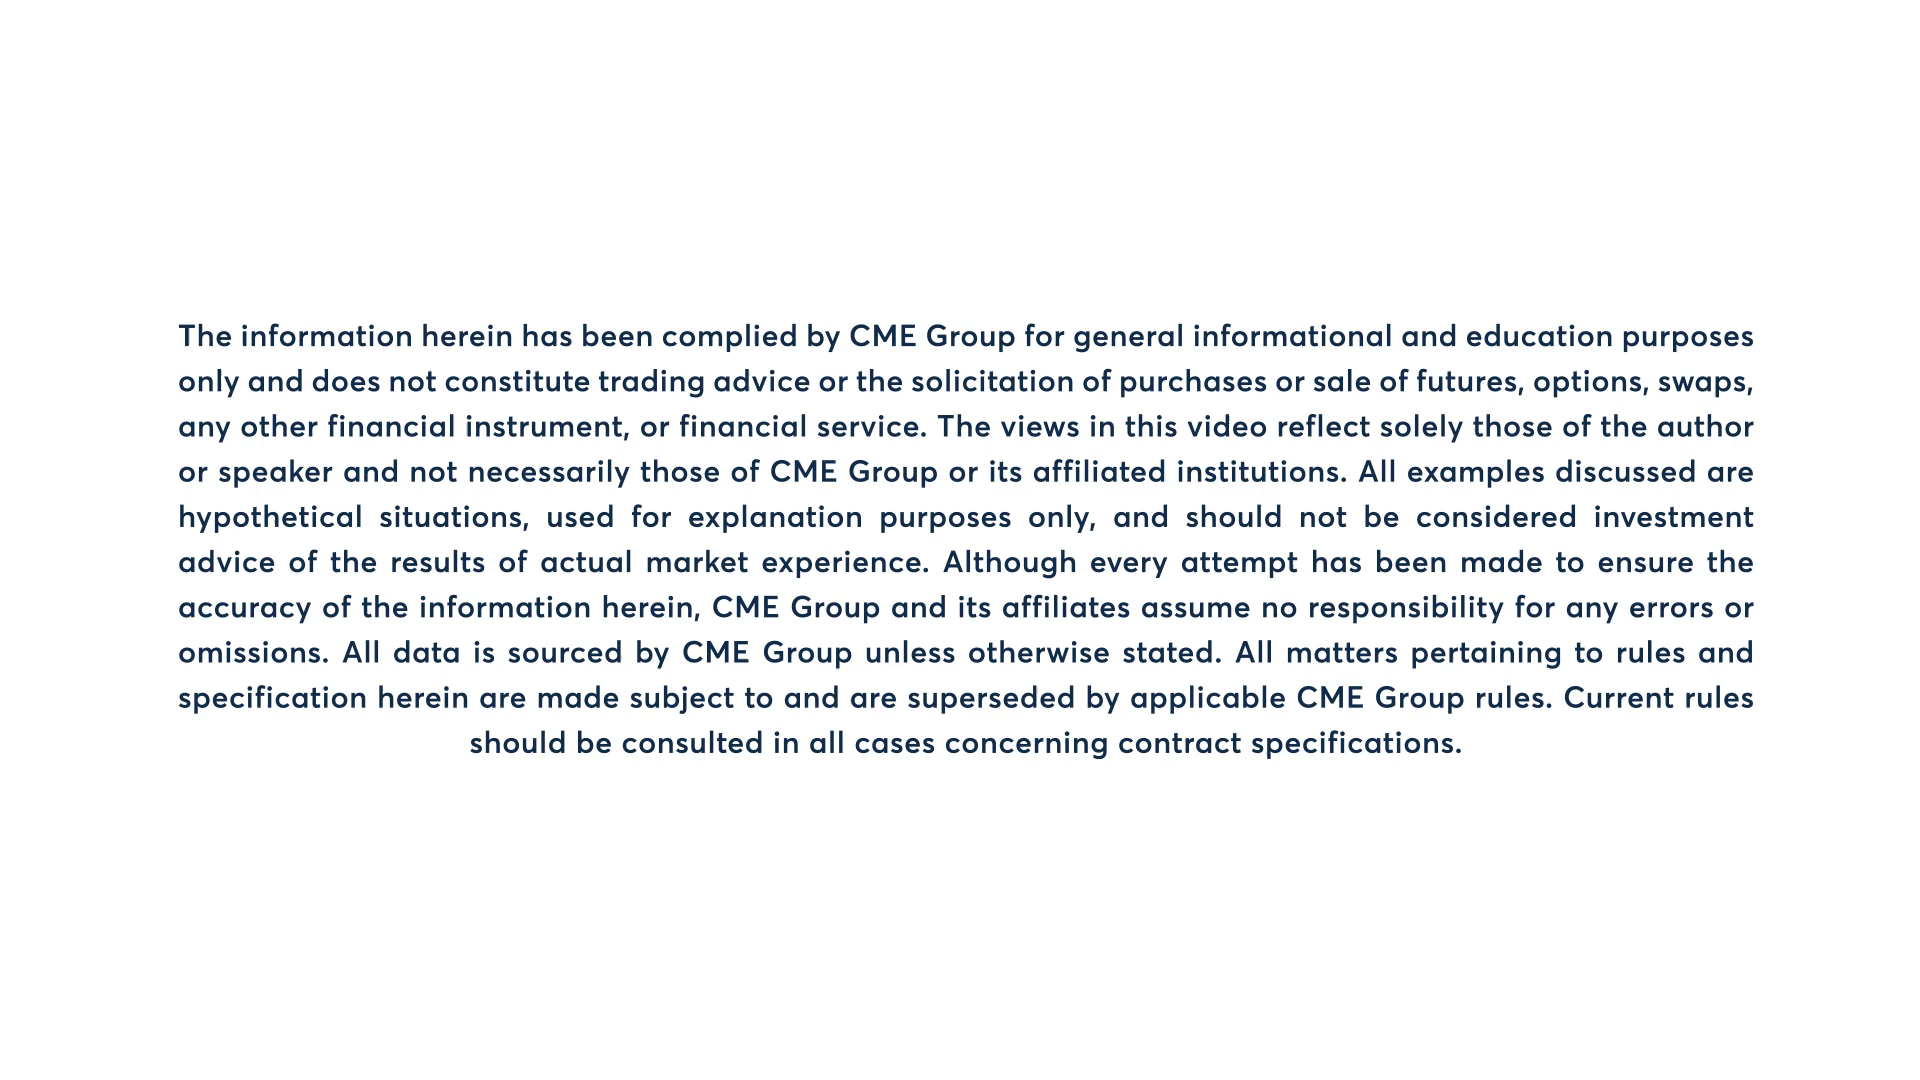 The information herein has been complied by CME Group for general informational and education purposes
only and does not constitute trading advice or the solicitation of purchases or sale of futures, options, swaps,
any other financial instrument, or financial service. The views in this video reflect solely those of the author
or speaker and not necessarily those of CME Group or its affiliated institutions. All examples discussed are
hypothetical situations, used for explanation purposes only, and should not be considered investment
advice of the results of actual market experience. Although every attempt has been made to ensure the
accuracy of the information herein, CME Group and its affiliates assume no responsibility for any errors or
omissions. All data is sourced by CME Group unless otherwise stated. All matters pertaining to rules and
specification herein are made subject to and are superseded by applicable CME Group rules. Current rules
should be consulted in all cases concerning contract specifications.